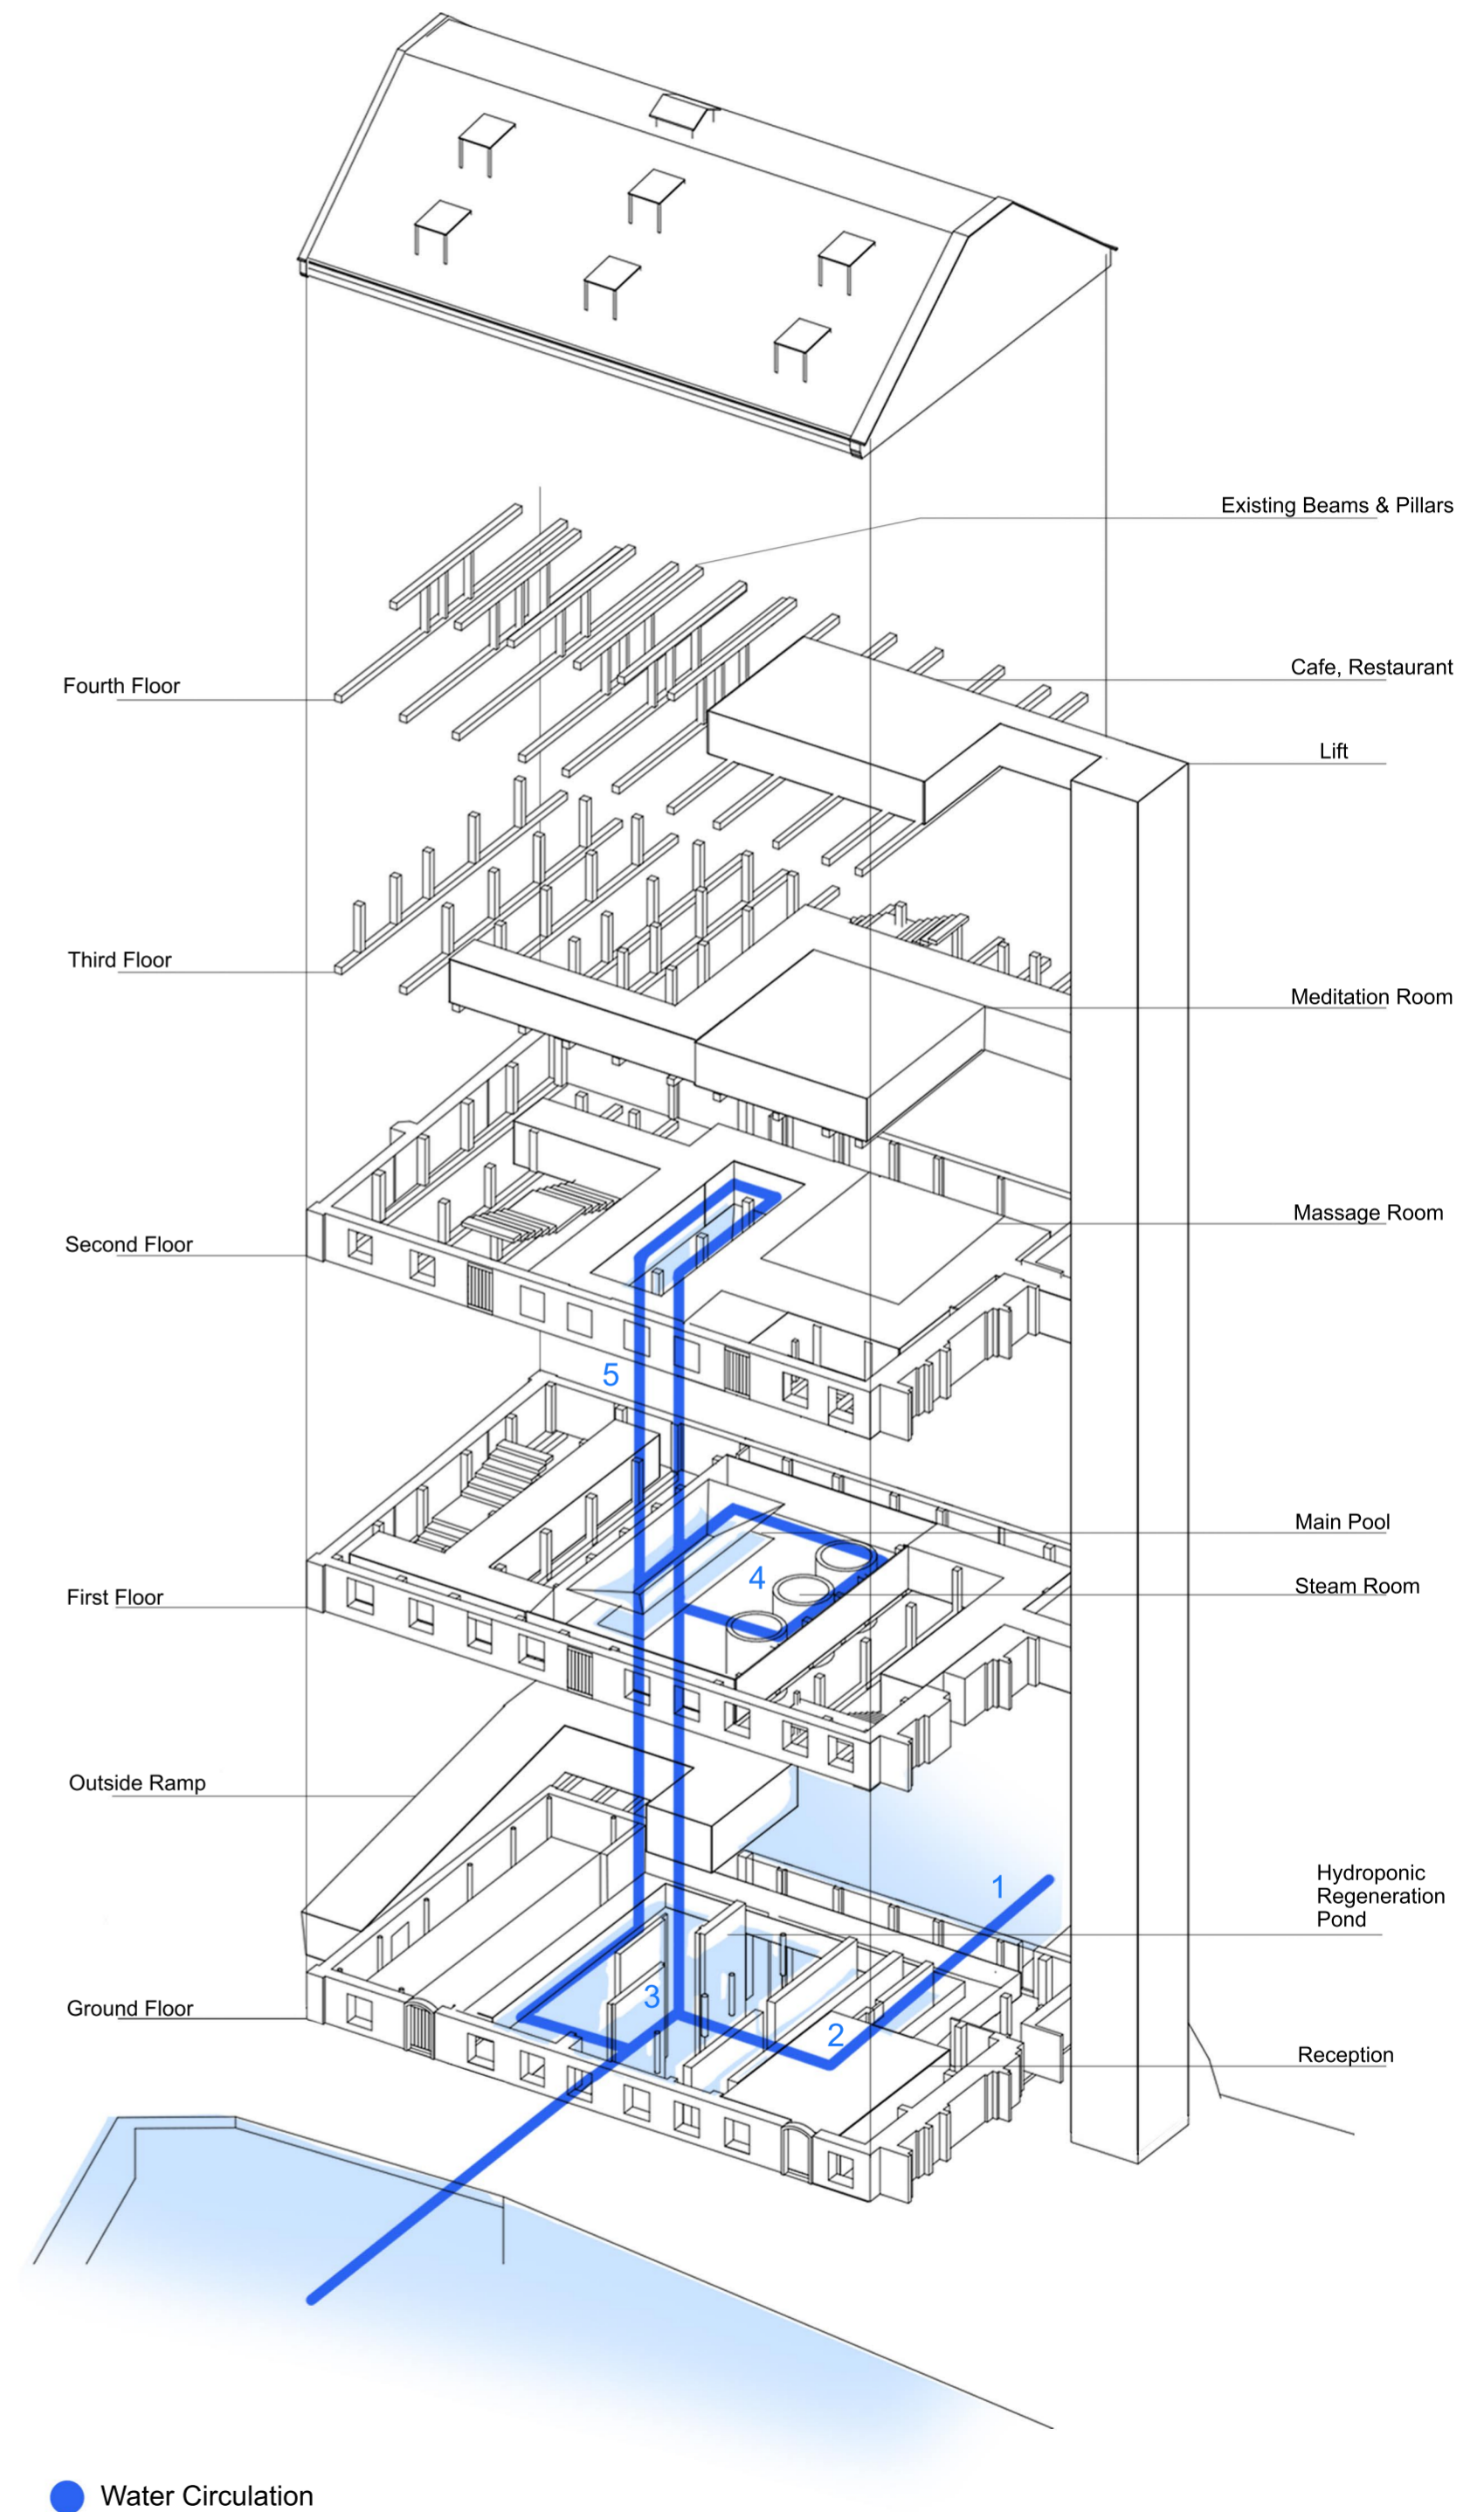 Existing Beams & Pillars
Cafe, Restaurant
Fourth Floor
Lift
Third Floor
Meditation Room
Massage Room
Second Floor
5
Main Pool
4
Steam Room
First Floor
Outside Ramp
1
Hydroponic
Regeneration
Pond
3
Ground Floor
2
Reception
Water Circulation